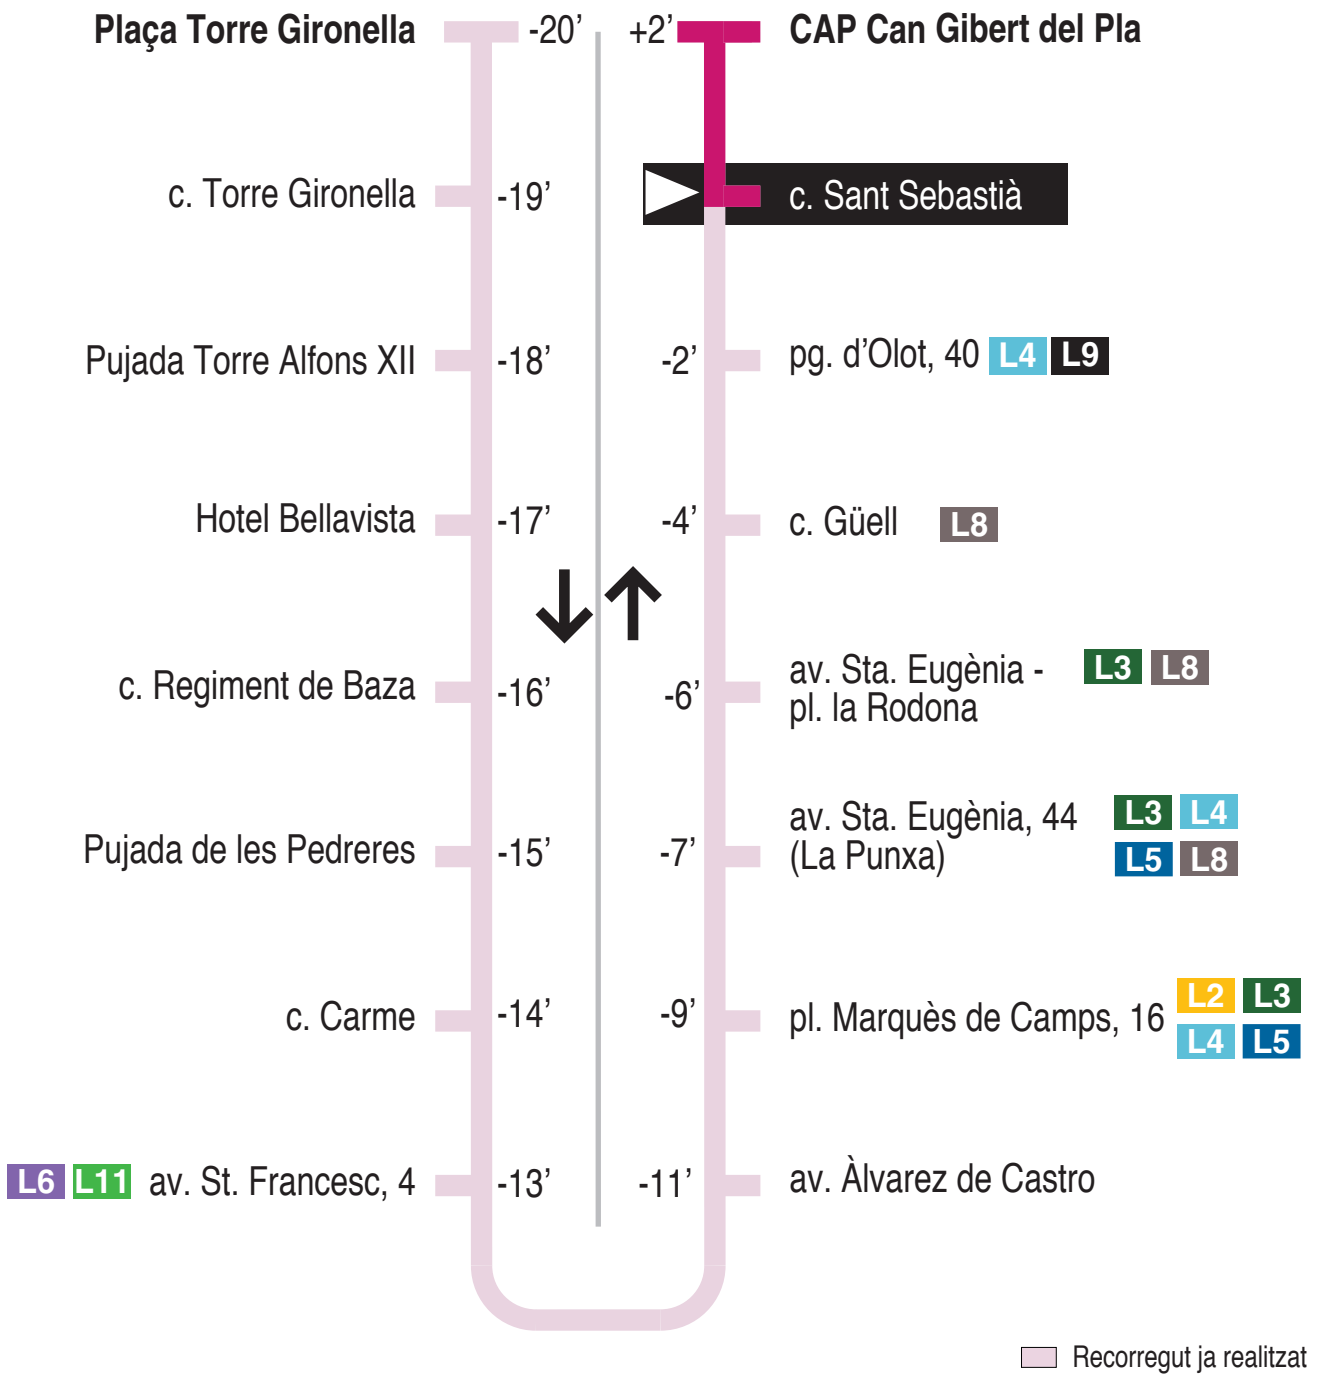 Plaça Torre Gironella -20’
c. Torre Gironella -19’
Pujada Torre Alfons XII -18’
Hotel Bellavista -17’
c. Regiment de Baza -16’
Pujada de les Pedreres -15’
c. Carme -14’
L6 L11 av. St. Francesc, 4 -13’
+2’ CAP Can Gibert del Pla
c. Sant Sebastià
-2’ pg. d’Olot, 40 L4 L9
-4’ c. Güell L8
-6’ av. Sta. Eugènia - L3 L8
pl. la Rodona
-7’ av. Sta. Eugènia, 44 L3 L4
(La Punxa) L5 L8
-9’ pl. Marquès de Camps, 16 L2 L3
L4 L5
-11’ av. Àlvarez de Castro
Recorregut ja realitzat